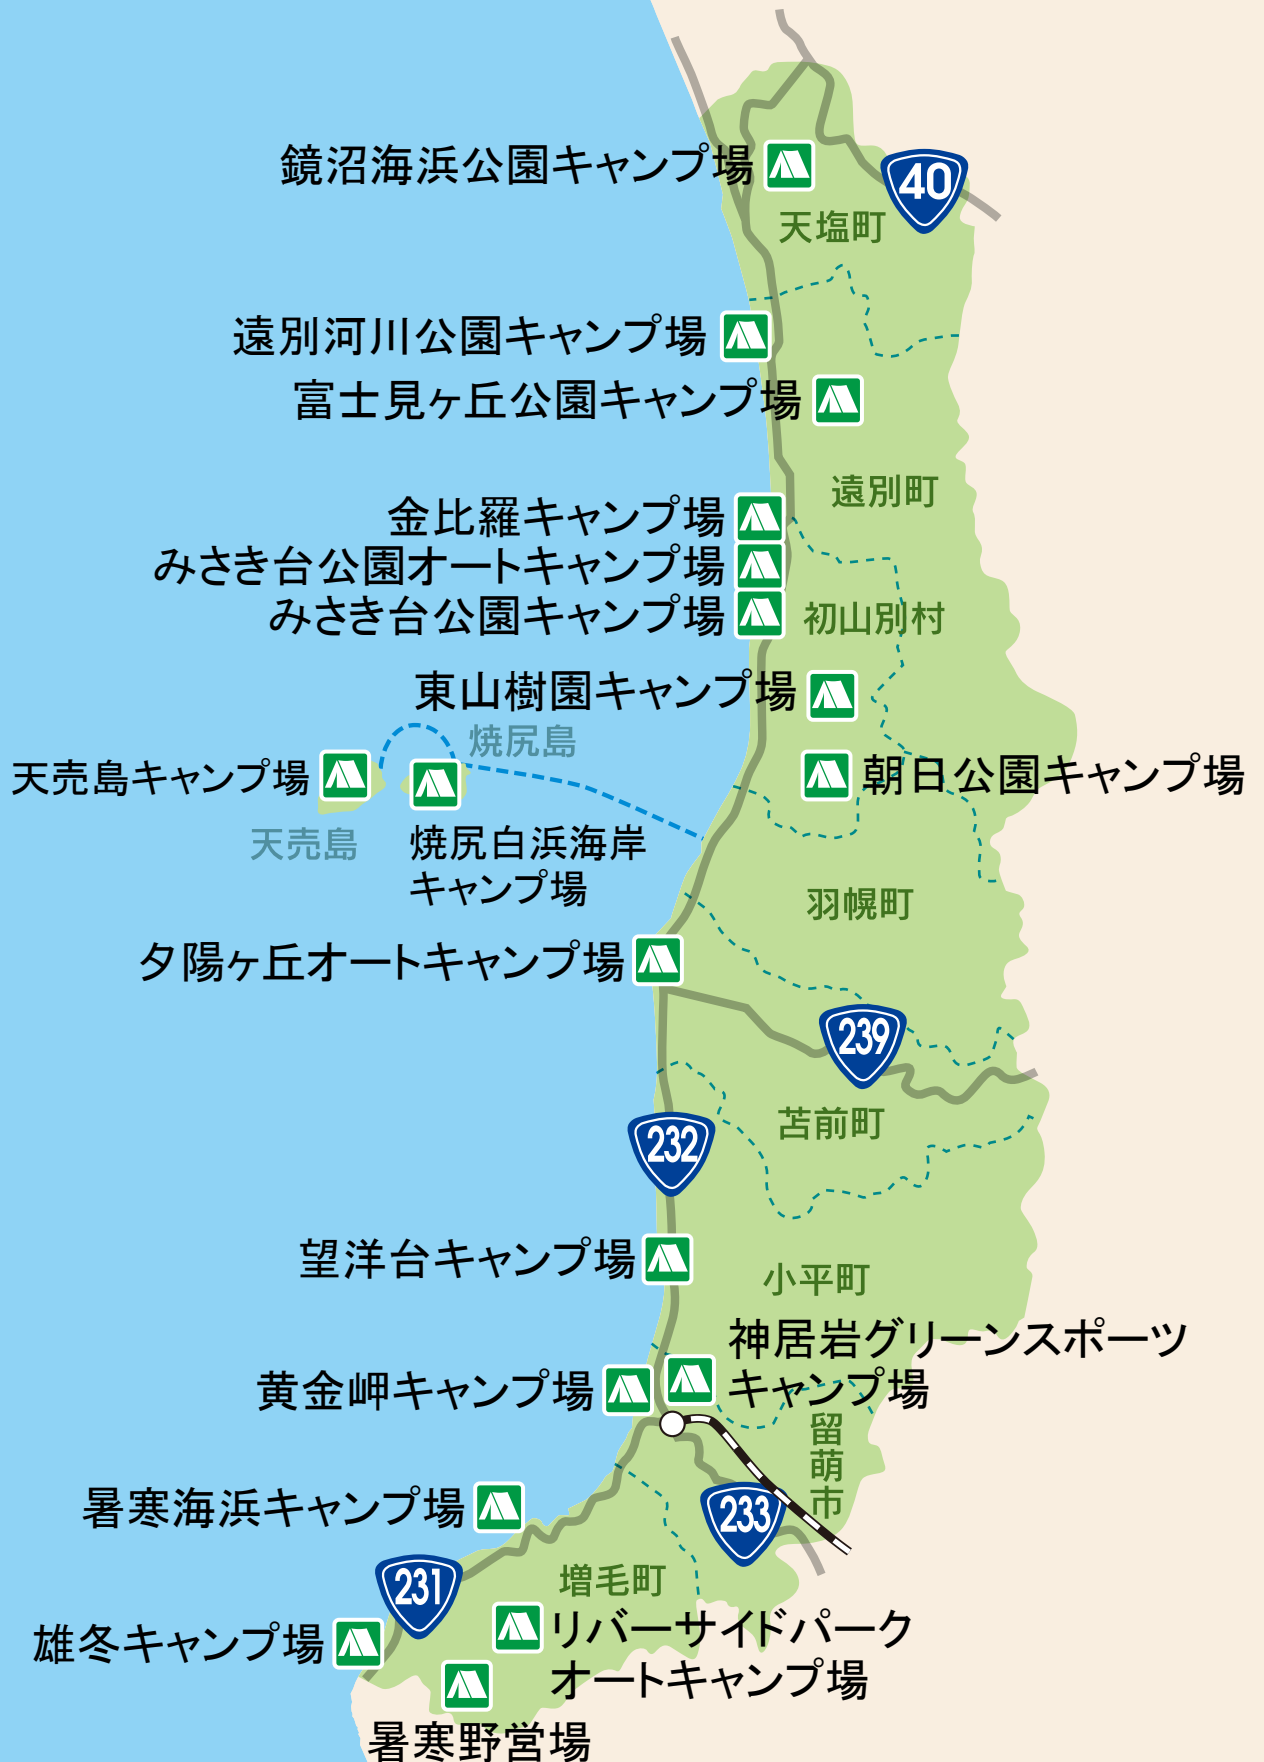 鏡沼海浜公園キャンプ場
40
天塩町
遠別河川公園キャンプ場
富士見ヶ丘公園キャンプ場
遠別町
金比羅キャンプ場
みさき台公園オートキャンプ場
みさき台公園キャンプ場
初山別村
東山樹園キャンプ場
焼尻島
天売島キャンプ場
朝日公園キャンプ場
天売島
焼尻白浜海岸
キャンプ場
羽幌町
夕陽ヶ丘オートキャンプ場
239
苫前町
232
望洋台キャンプ場
小平町
神居岩グリーンスポーツ
キャンプ場
黄金岬キャンプ場
留萌市
暑寒海浜キャンプ場
233
231
増毛町
リバーサイドパーク
オートキャンプ場
雄冬キャンプ場
暑寒野営場